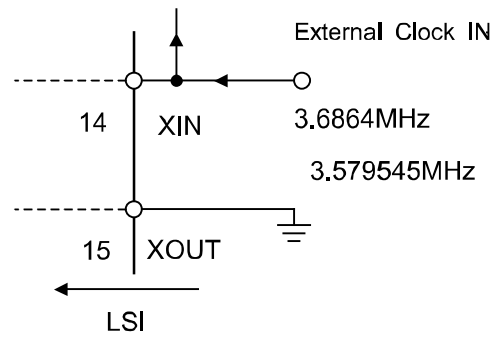 External Clock IN
14 XIN
3.6864MHz
3.579545MHz
15 XOUT
LSI